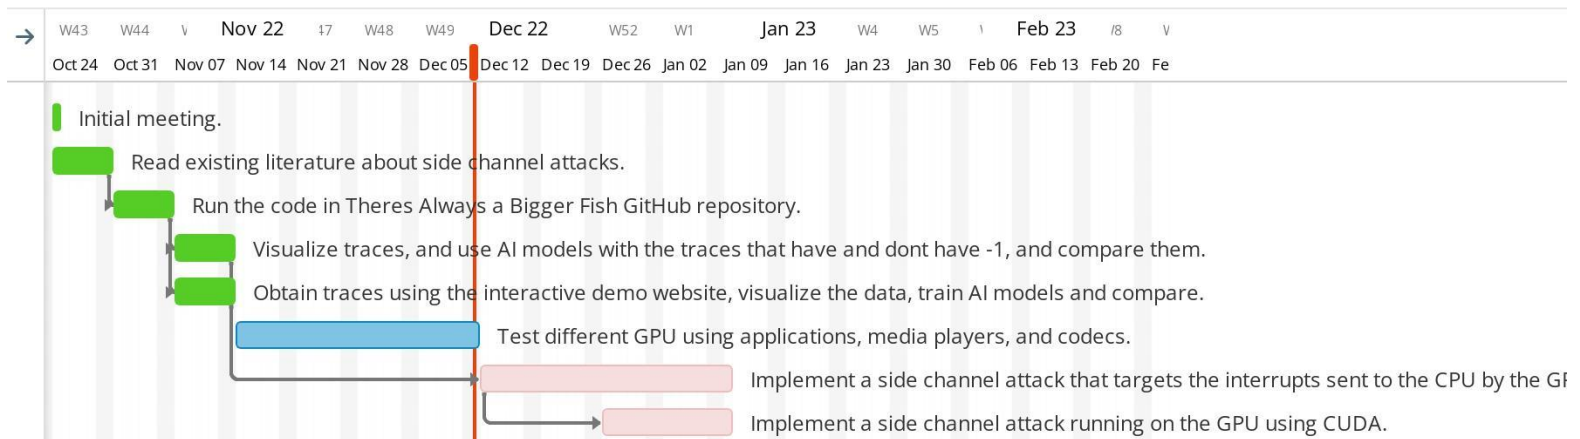 W43 W44 Nov 22 W48 W49 Dec 22 W52 W1 Jan 23 W4 W5 Feb 23
Oct 24 Oct 31 Nov 07 Nov 14 Nov 21 Nov 28 Dec 05 Dec 12 Dec 19 Dec 26 Jan 02 Jan 09 Jan 16 Jan 23 Jan 30 Feb 06 Feb 13 Feb 20 Fe
Initial meeting.
Read existing literature about side channel attacks.
Run the code in Theres Always a Bigger Fish GitHub repository.
Visualize traces, and use AI models with the traces that have and dont have -1, and compare them.
Obtain traces using the interactive demo website, visualize the data, train AI models and compare.
Test different GPU using applications, media players, and codecs.
Implement a side channel attack that targets the interrupts sent to the CPU by the
Implement a side channel attack running on the GPU using CUDA.